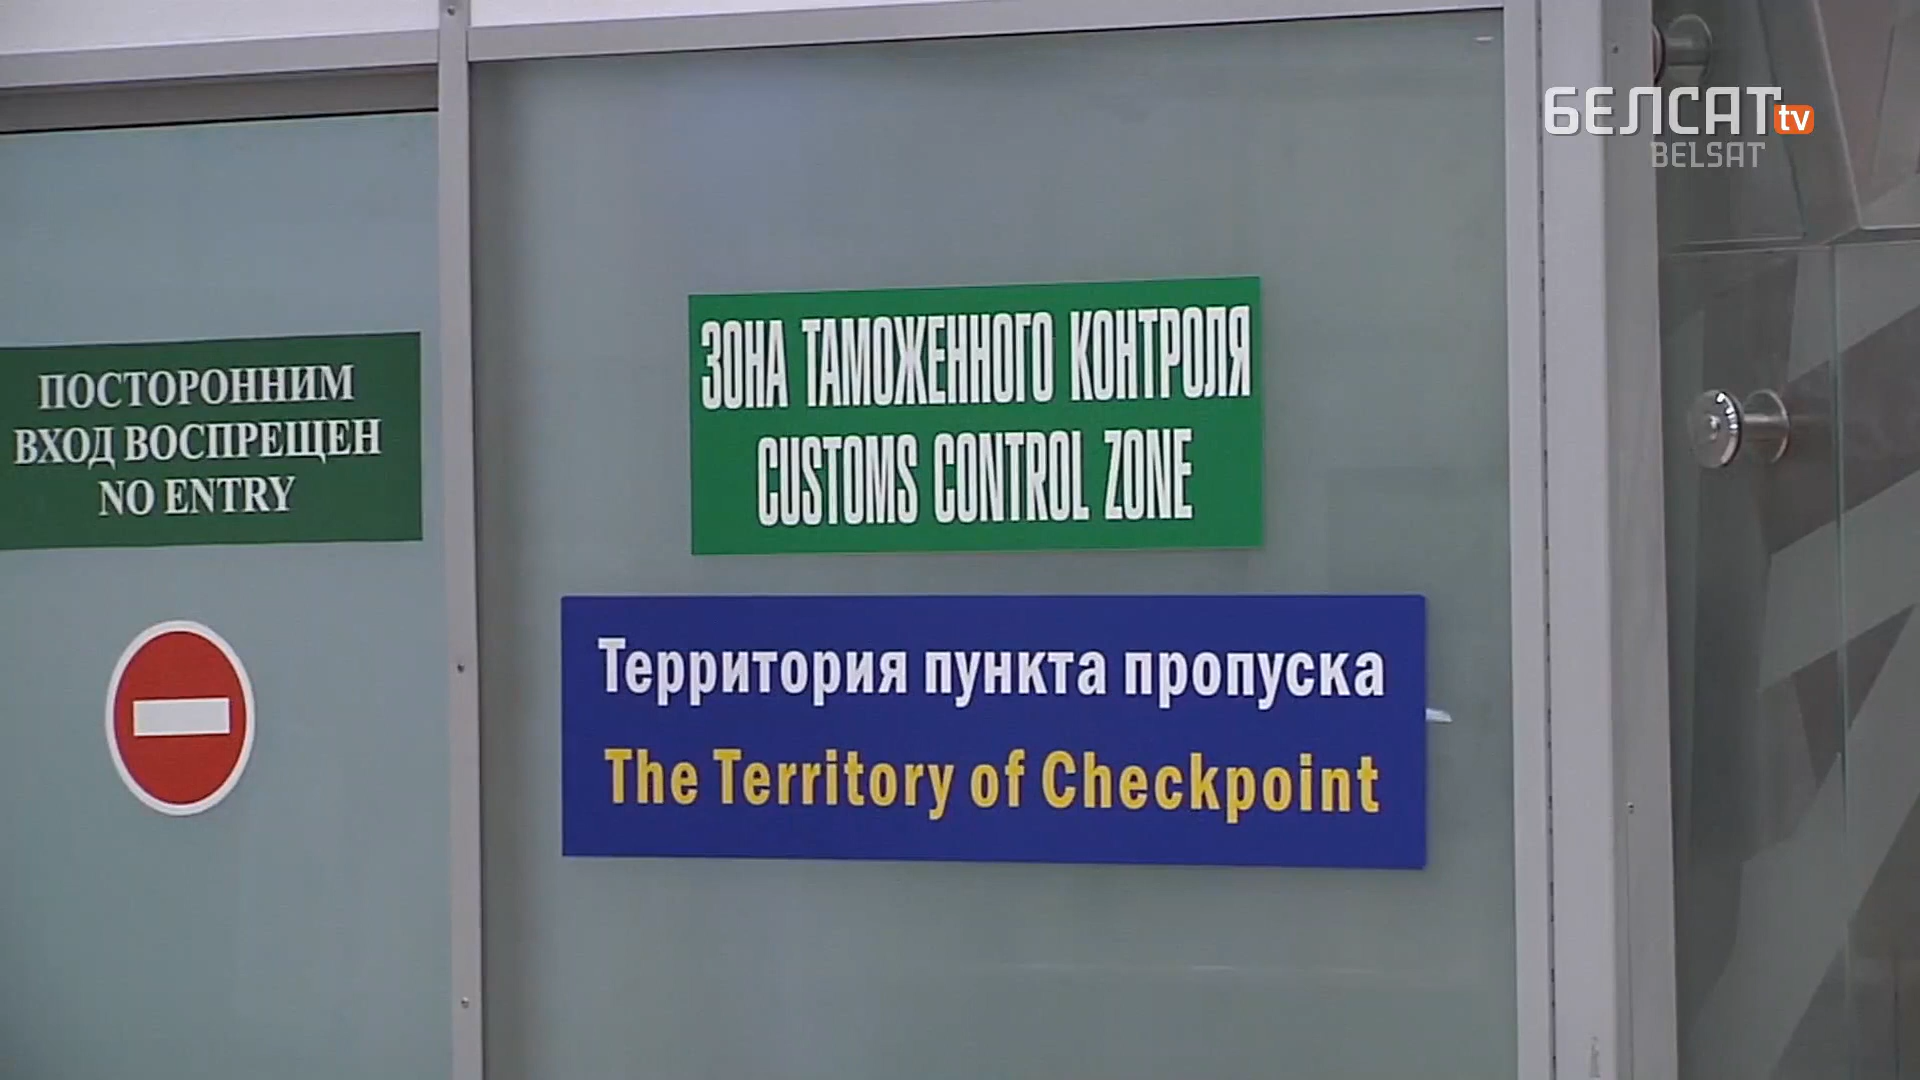 БЕЛСАТ tv
BELSAT
ПОСТОРОННИМ
ВХОД ВОСПРЕЩЕН
NO ENTRY
ЗОНА ТАМОЖЕННОГО КОНТРОЛЯ
CUSTOMS CONTROL ZONE
Территория пункта пропуска
The Territory of Checkpoint